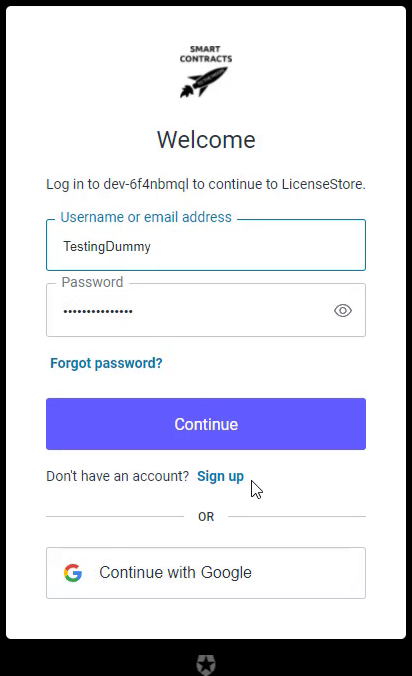 SMART
CONTRACTS
Welcome
Log in to dev-6f4nbmql to continue to LicenseStore.
Username or email address
TestingDummy
Password
•••••••••••••••
Forgot password?
Continue
Don't have an account? Sign up
OR
Continue with Google